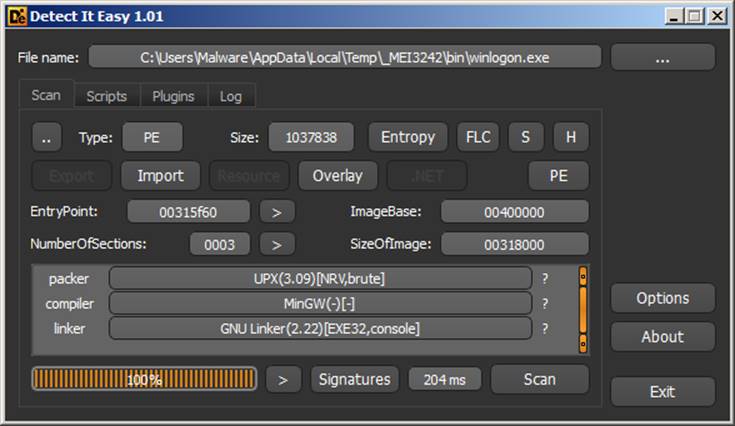 Detect It Easy 1.01
File name: C:\Users\Malware\AppData\Local\Temp\_MEI3242\bin\winlogon.exe ...
Scan Scripts Plugins Log
.. Type: PE Size: 1037838 Entropy FLC S H
Export Import Resource Overlay .NET PE
EntryPoint: 00315f60 > ImageBase: 00400000
NumberOfSections: 0003 > SizeOfImage: 00318000
packer UPX(3.09)[NRV,brute] ?
compiler MinGW(-)[-] ?
linker GNU Linker(2.22)[EXE32,console] ?
Options
About
100% > Signatures 204 ms Scan
Exit